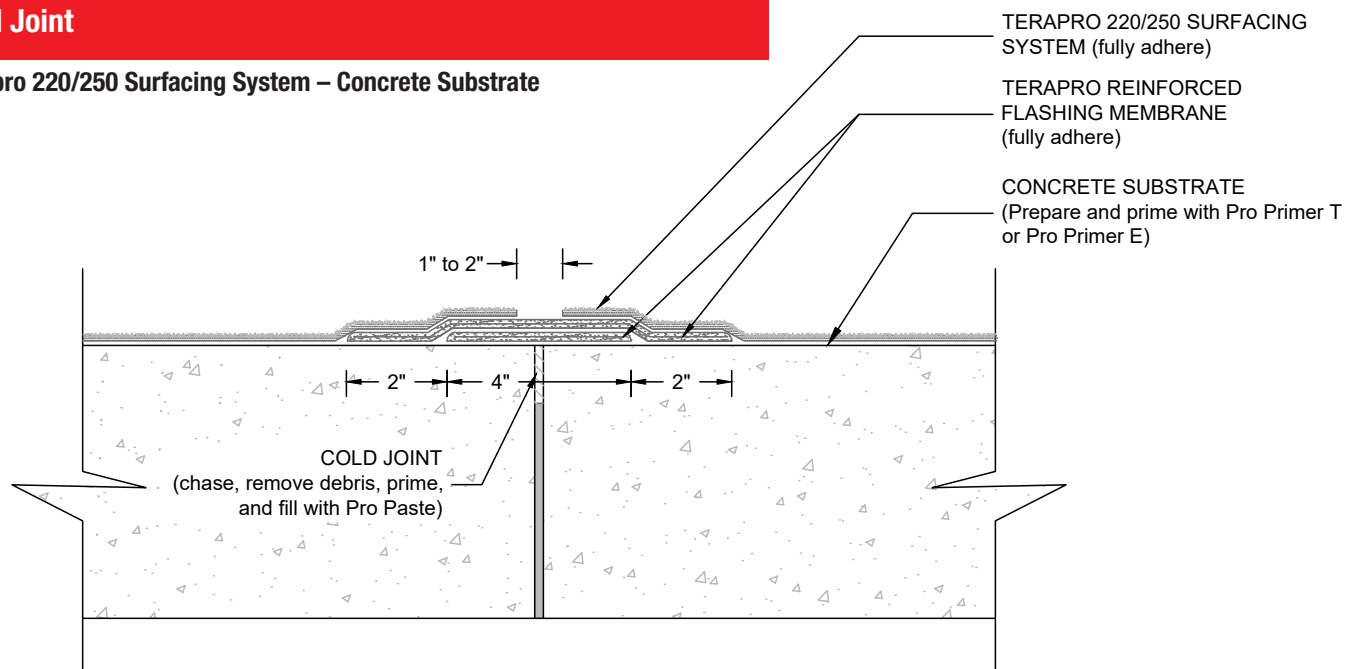 Joint
pro 220/250 Surfacing System – Concrete Substrate
TERAPRO 220/250 SURFACING
SYSTEM (fully adhere)
TERAPRO REINFORCED
FLASHING MEMBRANE
(fully adhere)
CONCRETE SUBSTRATE
(Prepare and prime with Pro Primer T
or Pro Primer E)
1" to 2"
2" 4" 2"
COLD JOINT
(chase, remove debris, prime,
and fill with Pro Paste)